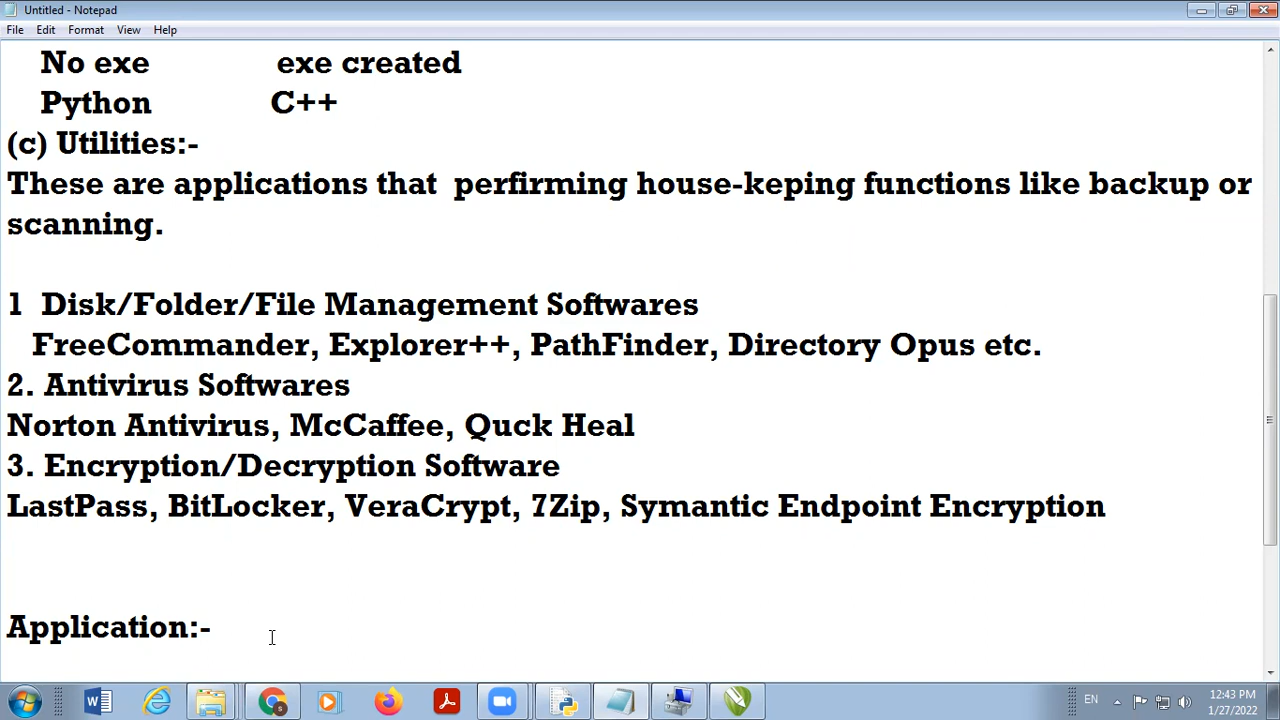 Untitled - Notepad
File Edit Format View Help
No exe exe created
Python C++
(c) Utilities:-
These are applications that perfirming house-keping functions like backup or
scanning.
1 Disk/Folder/File Management Softwares
FreeCommander, Explorer++, PathFinder, Directory Opus etc.
2. Antivirus Softwares
Norton Antivirus, McCaffee, Quck Heal
3. Encryption/Decryption Software
LastPass, BitLocker, VeraCrypt, 7Zip, Symantic Endpoint Encryption
Application:-
EN
12:43 PM
1/27/2022